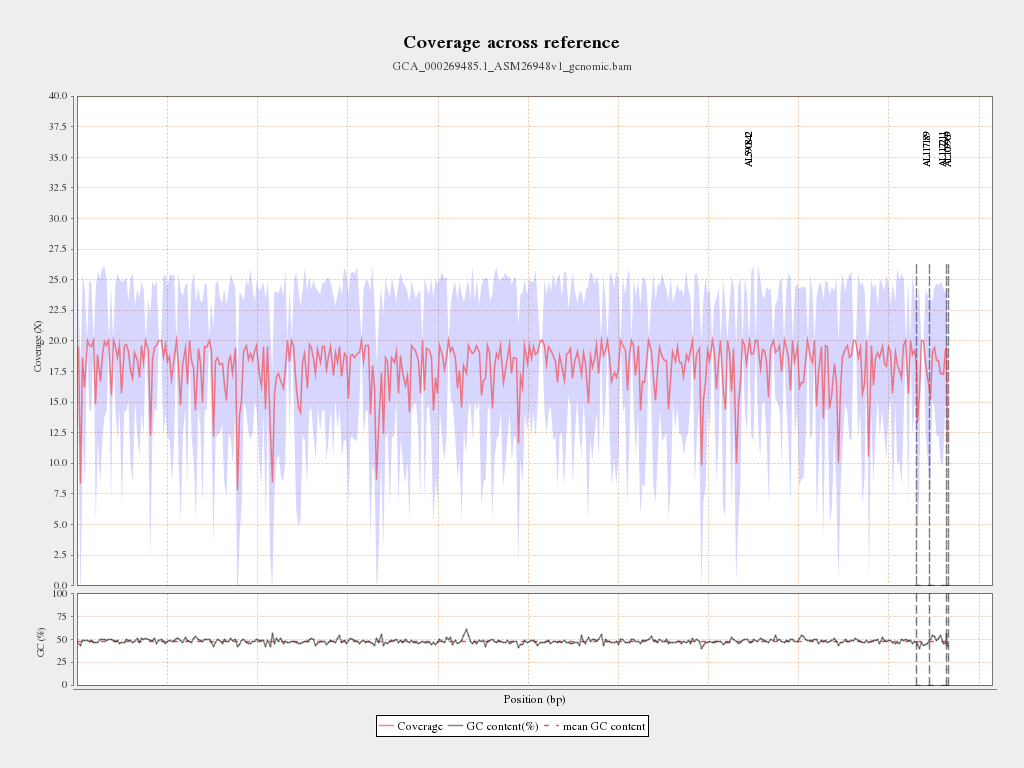 Coverage across reference
GCA_000269485.1_ASM26948v1_genomic.bam
40.0
37.5
35.0
32.5
30.0
27.5
25.0
22.5
20.0
17.5
15.0
12.5
10.0
7.5
5.0
2.5
0.0
Coverage (X)
AL590842
AL117189
AL117211
AL109969
100
75
50
25
0
GC (%)
Position (bp)
Coverage GC content(%) mean GC content